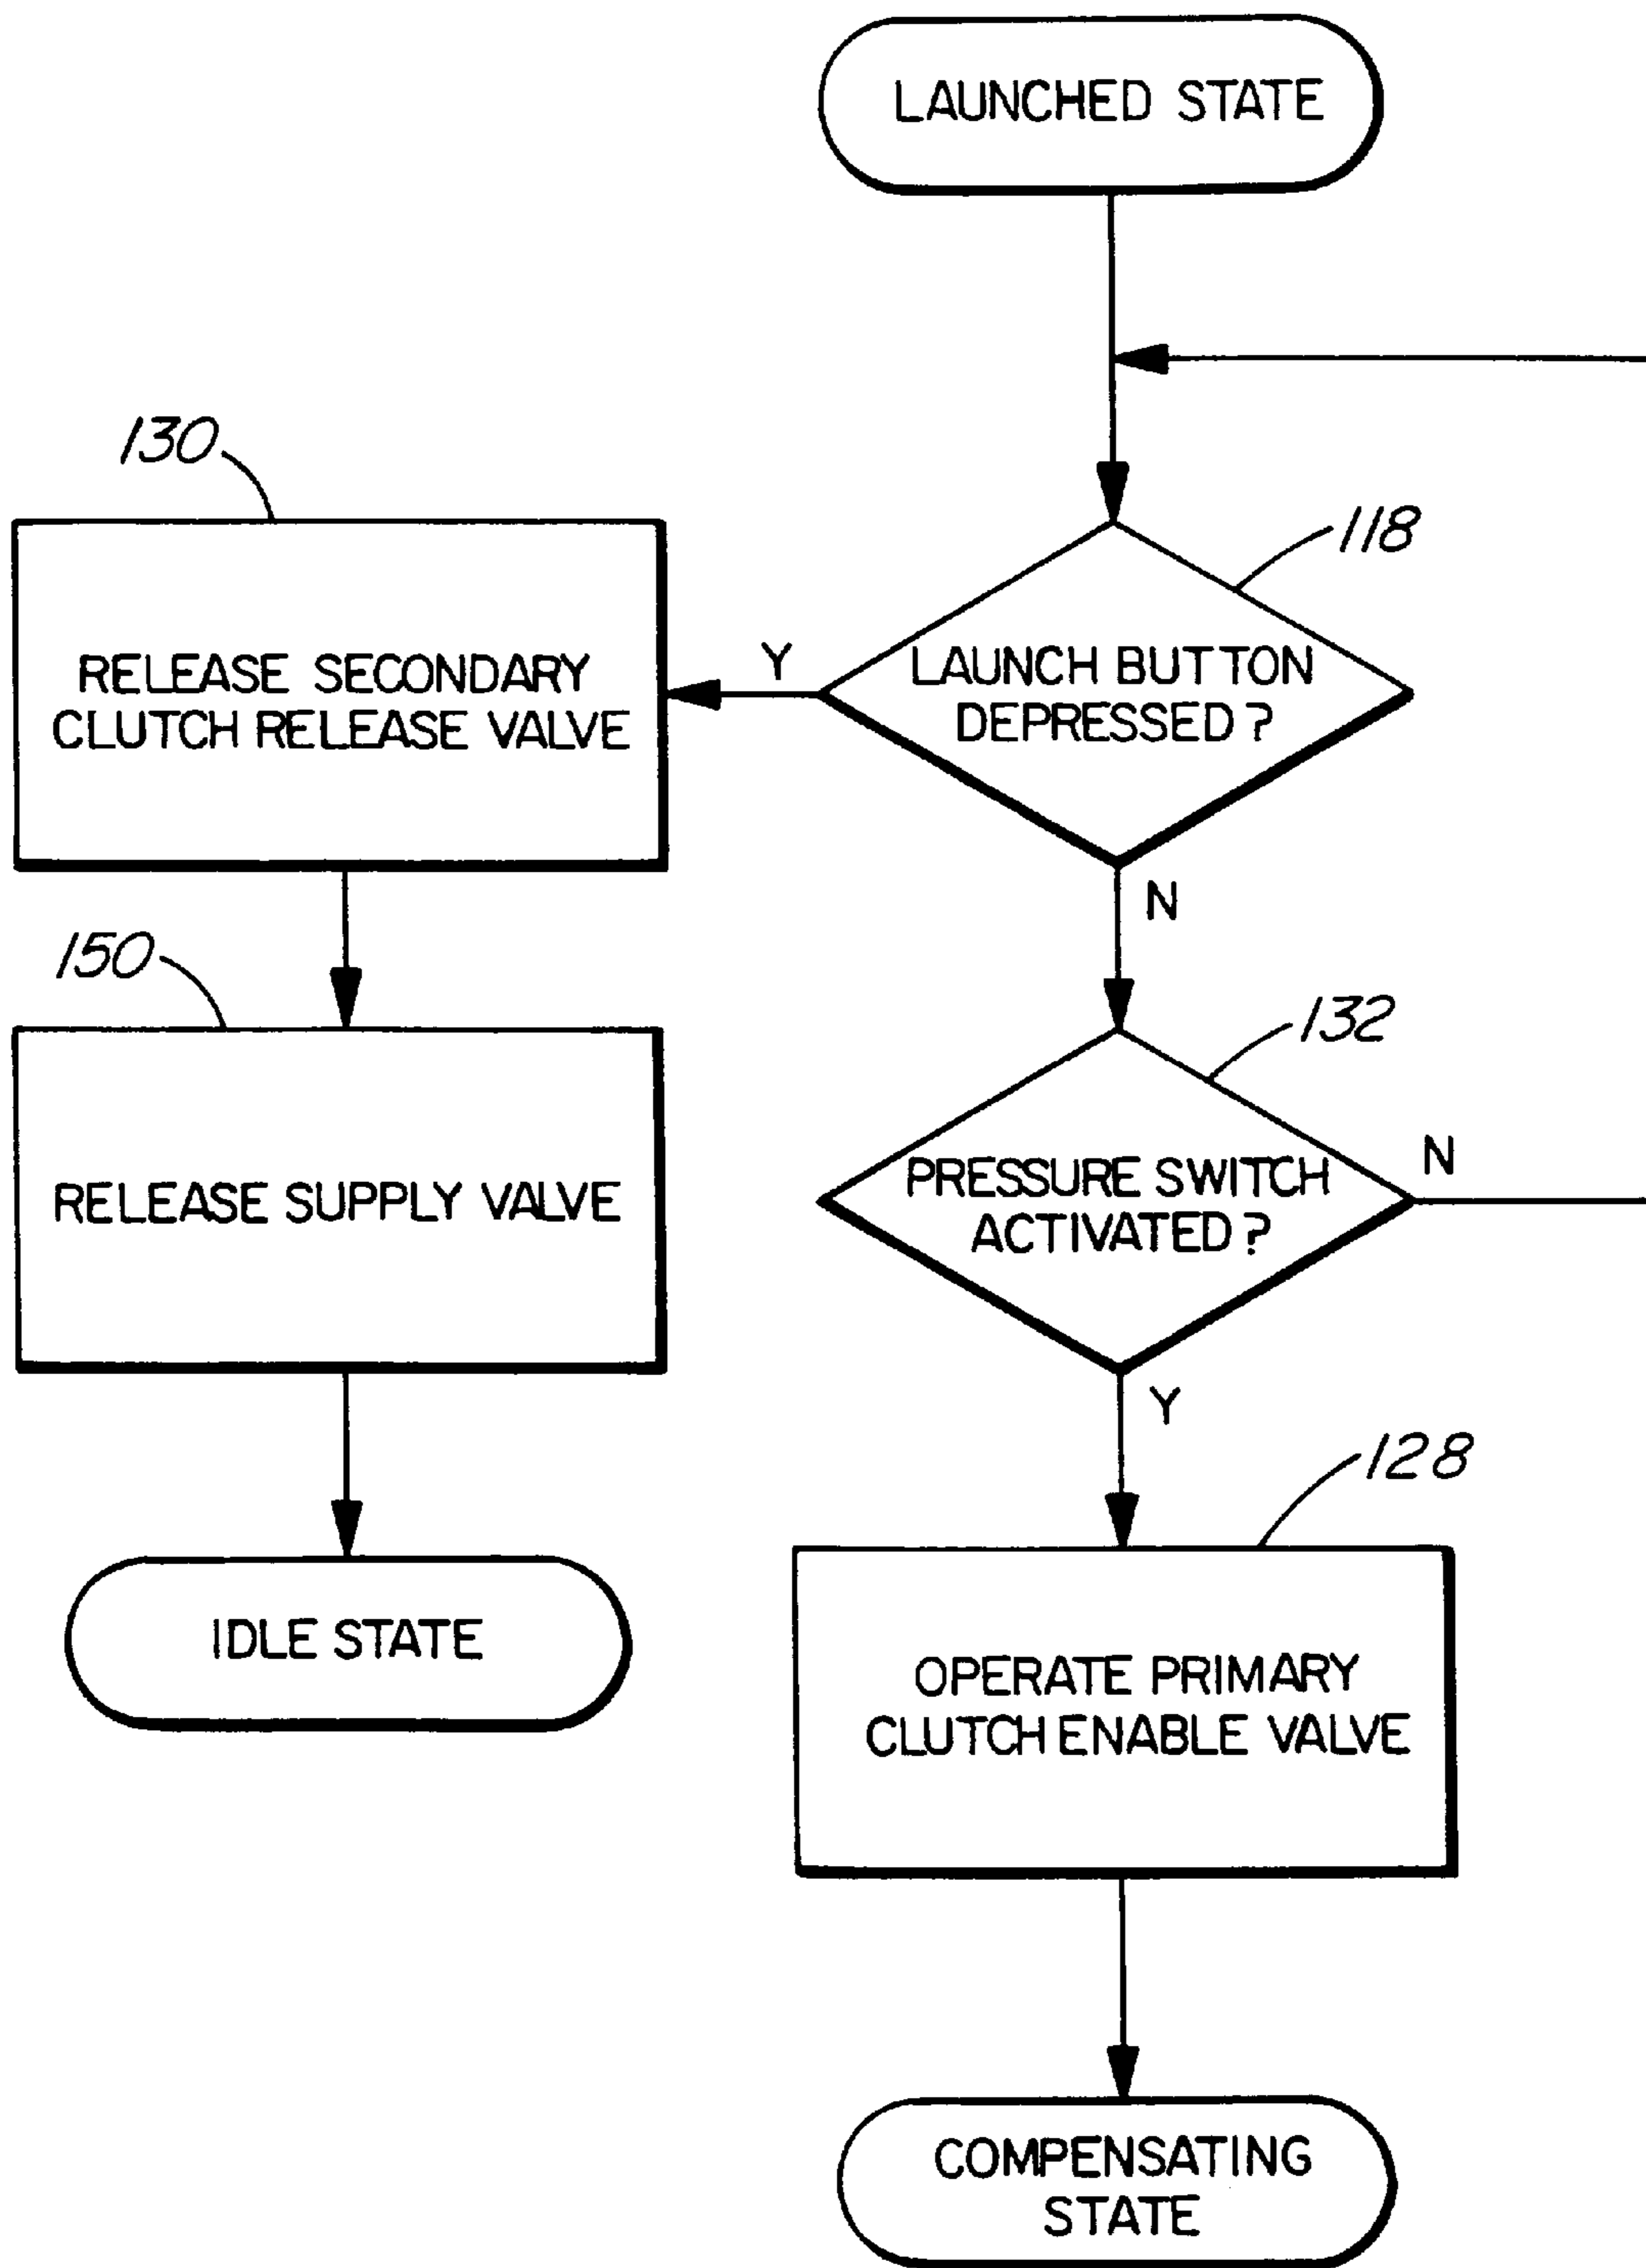 LAUNCHED STATE
130
118
Y
LAUNCH BUTTON
DEPRESSED?
RELEASE SECONDARY
CLUTCH RELEASE VALVE
N
150
132
RELEASE SUPPLY VALVE
PRESSURE SWITCH
ACTIVATED?
N
Y
128
IDLE STATE
OPERATE PRIMARY
CLUTCH ENABLE VALVE
COMPENSATING
STATE